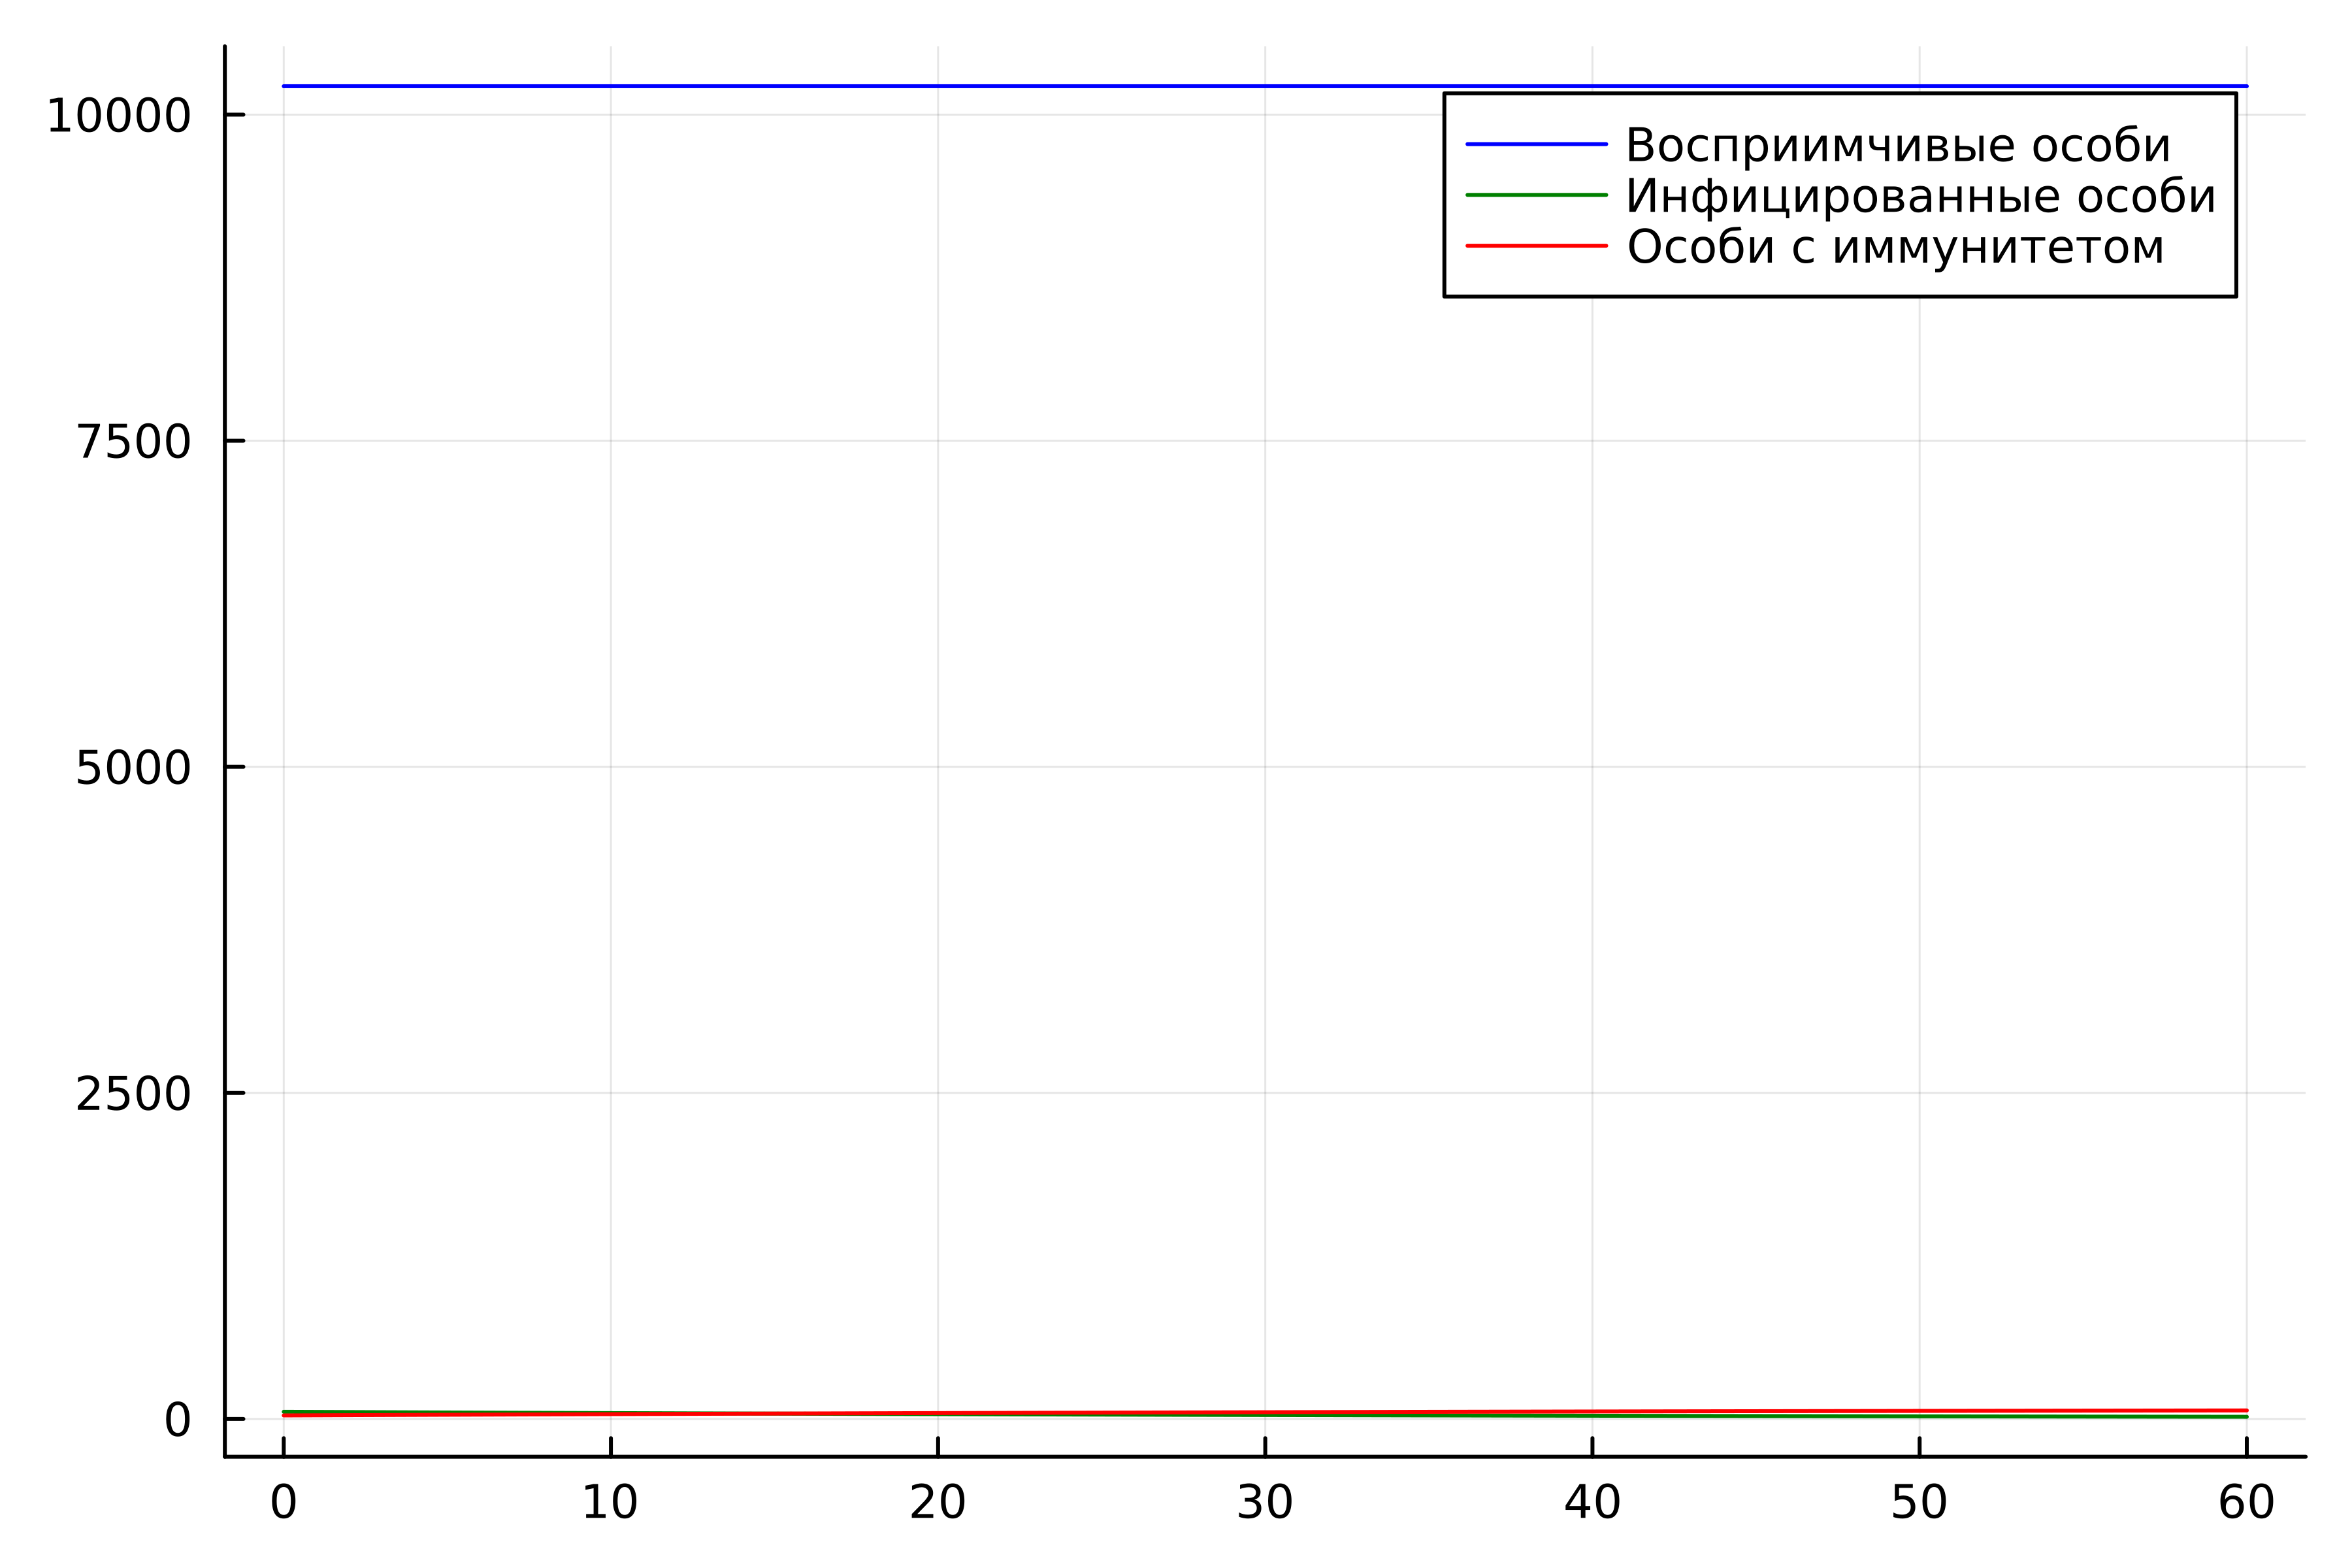 10000
Восприимчивые особи
Инфицированные особи
Особи с иммунитетом
7500
5000
2500
0
0 10 20 30 40 50 60